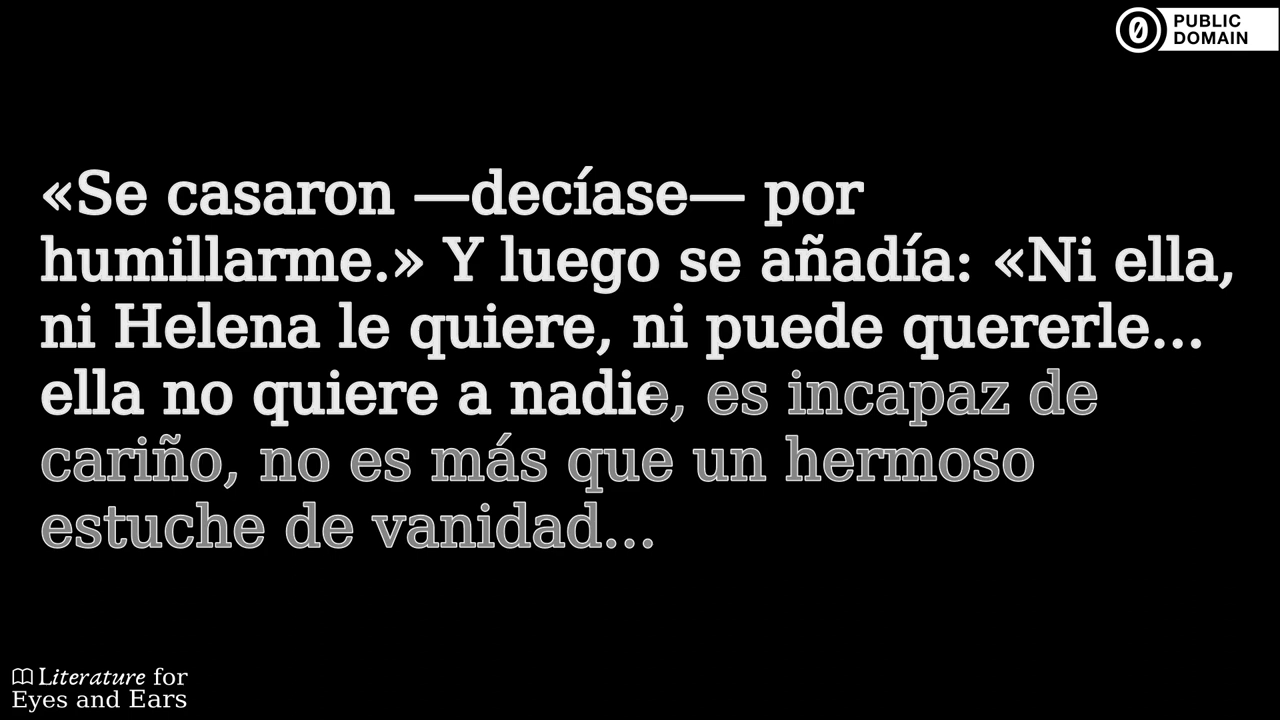 PUBLIC
DOMAIN
«Se casaron —decíase— por
humillarme.» Y luego se añadía: «Ni ella,
ni Helena le quiere, ni puede quererle...
ella no quiere a nadie, es incapaz de
cariño, no es más que un hermoso
estuche de vanidad...
Literature for
Eyes and Ears